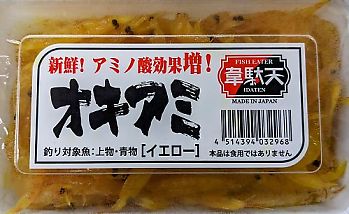 新鮮!アミノ酸効果増!
FISH EATER
韋駄天
IDATEN
MADE IN JAPAN
オキアミ
釣り対象魚:上物・青物 [イエロー]
4 514394 032968
本品は食用ではありません